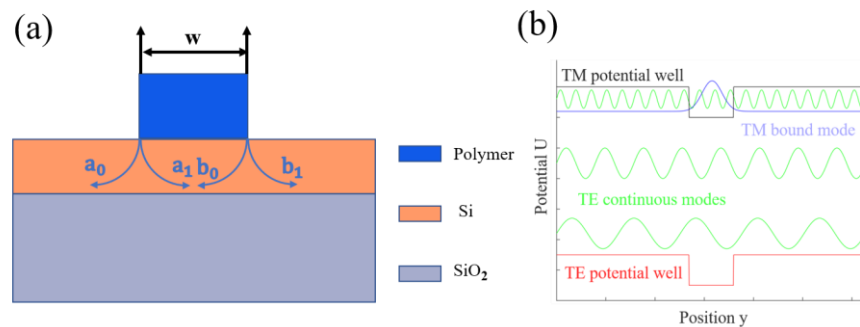 (a)
w
a₀
a₁ b₀
b₁
Polymer
Si
SiO₂
(b)
TM potential well
TM bound mode
TE continuous modes
TE potential well
Potential U
Position y